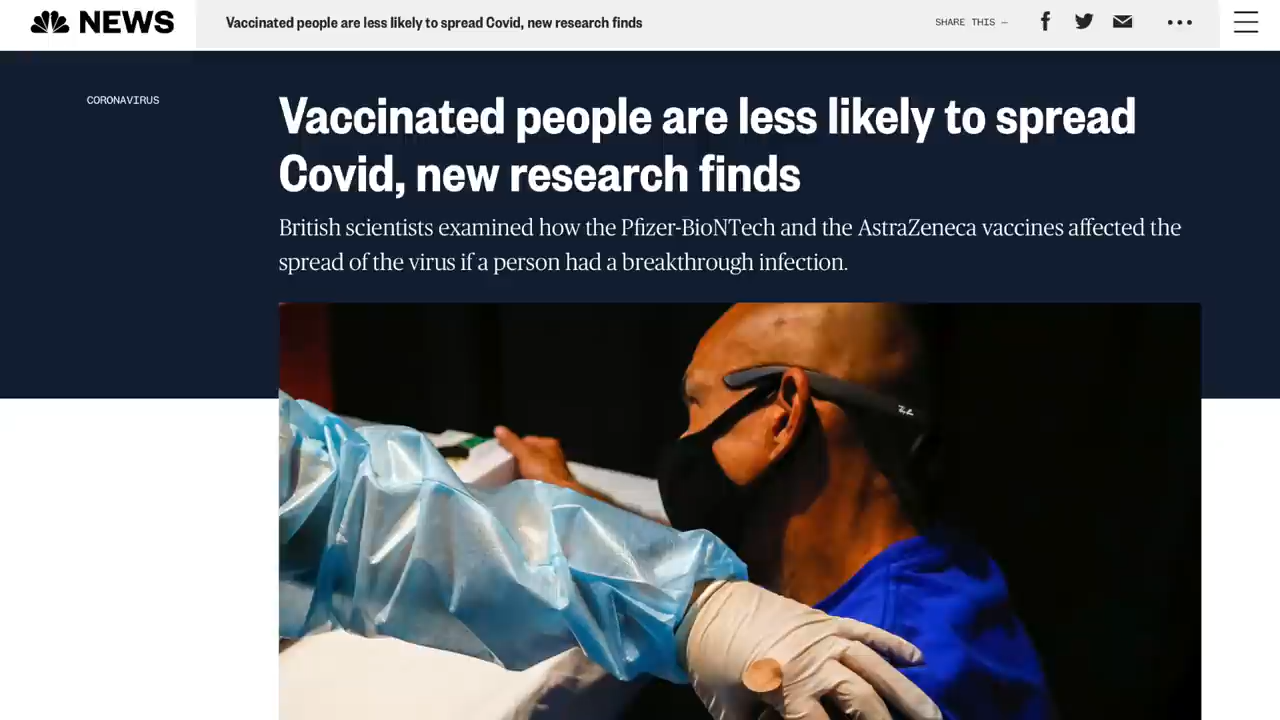 NEWS
Vaccinated people are less likely to spread Covid, new research finds
SHARE THIS —
CORONAVIRUS
Vaccinated people are less likely to spread
Covid, new research finds
British scientists examined how the Pfizer-BioNTech and the AstraZeneca vaccines affected the
spread of the virus if a person had a breakthrough infection.